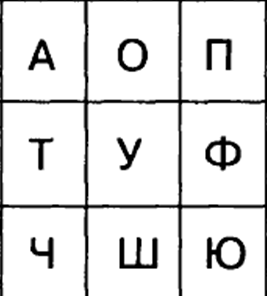 А О П
Т У Ф
Ч Ш Ю